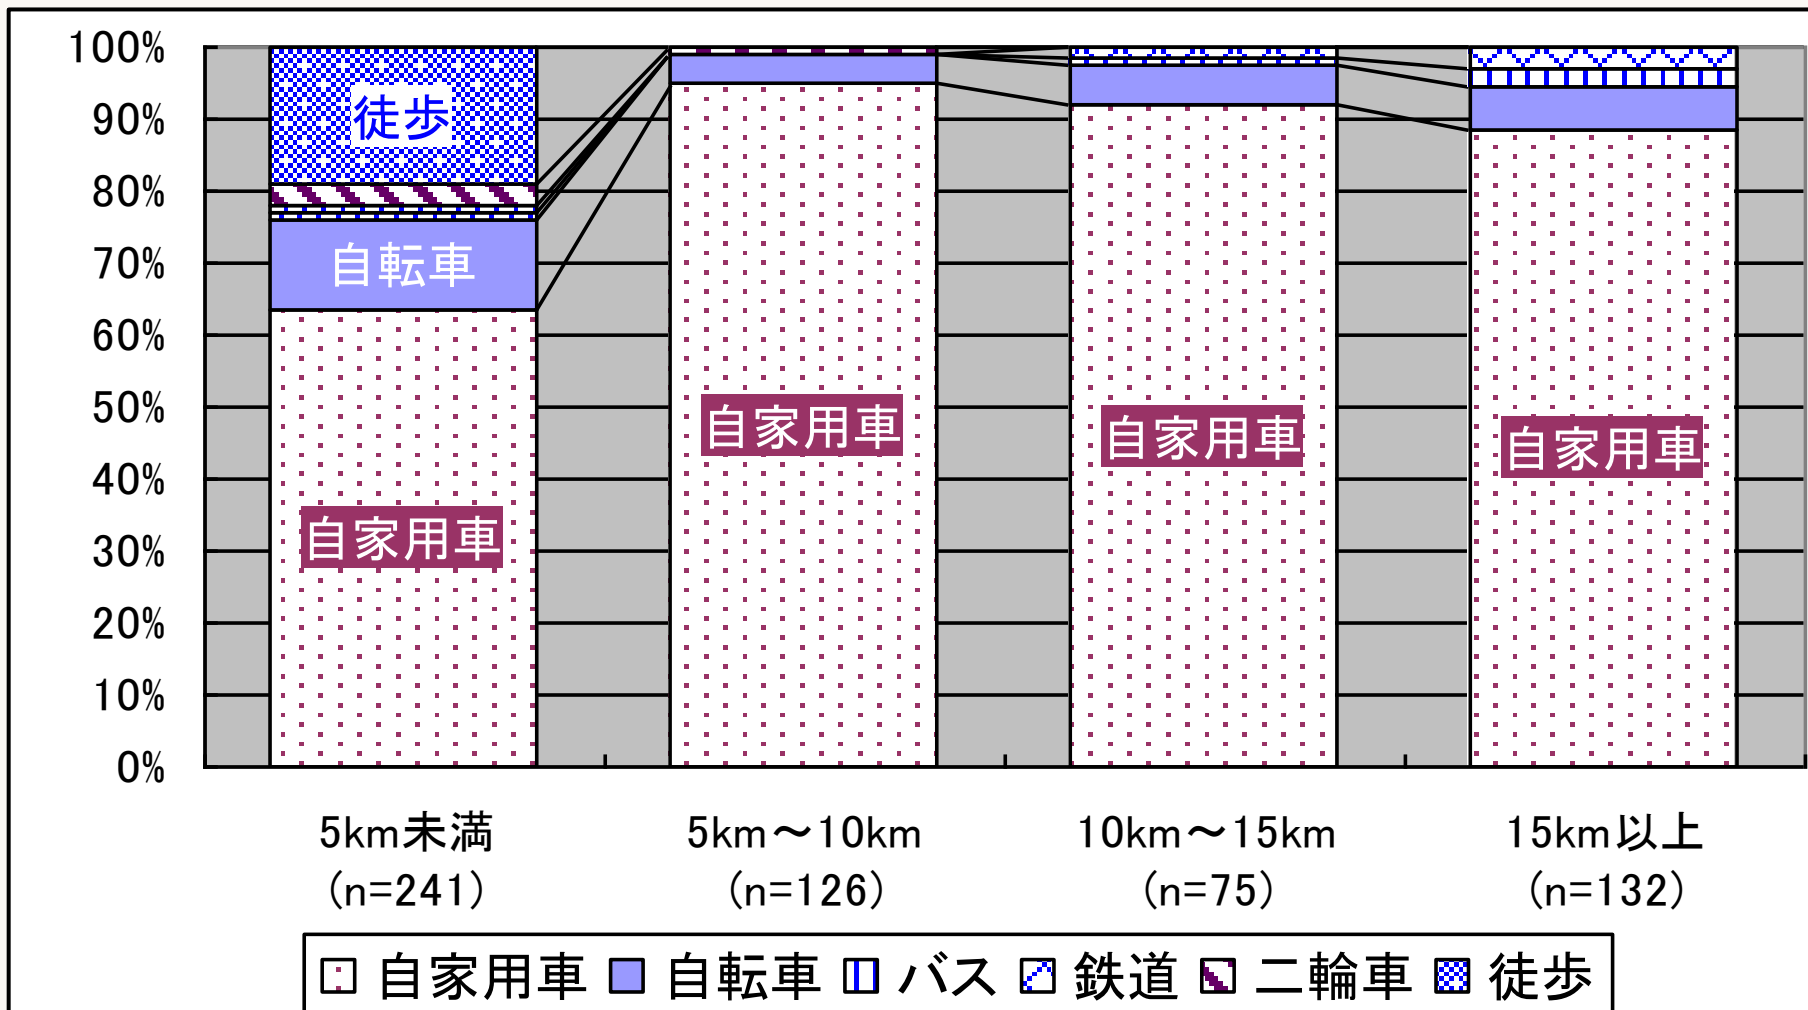 100%
90%
80%
70%
60%
50%
40%
30%
20%
10%
0%
徒歩
自転車
自家用車
自家用車
自家用車
自家用車
5km未満 5km～10km 10km～15km 15km以上
(n=241) (n=126) (n=75) (n=132)
自家用車 自転車 バス 鉄道 二輪車 徒歩